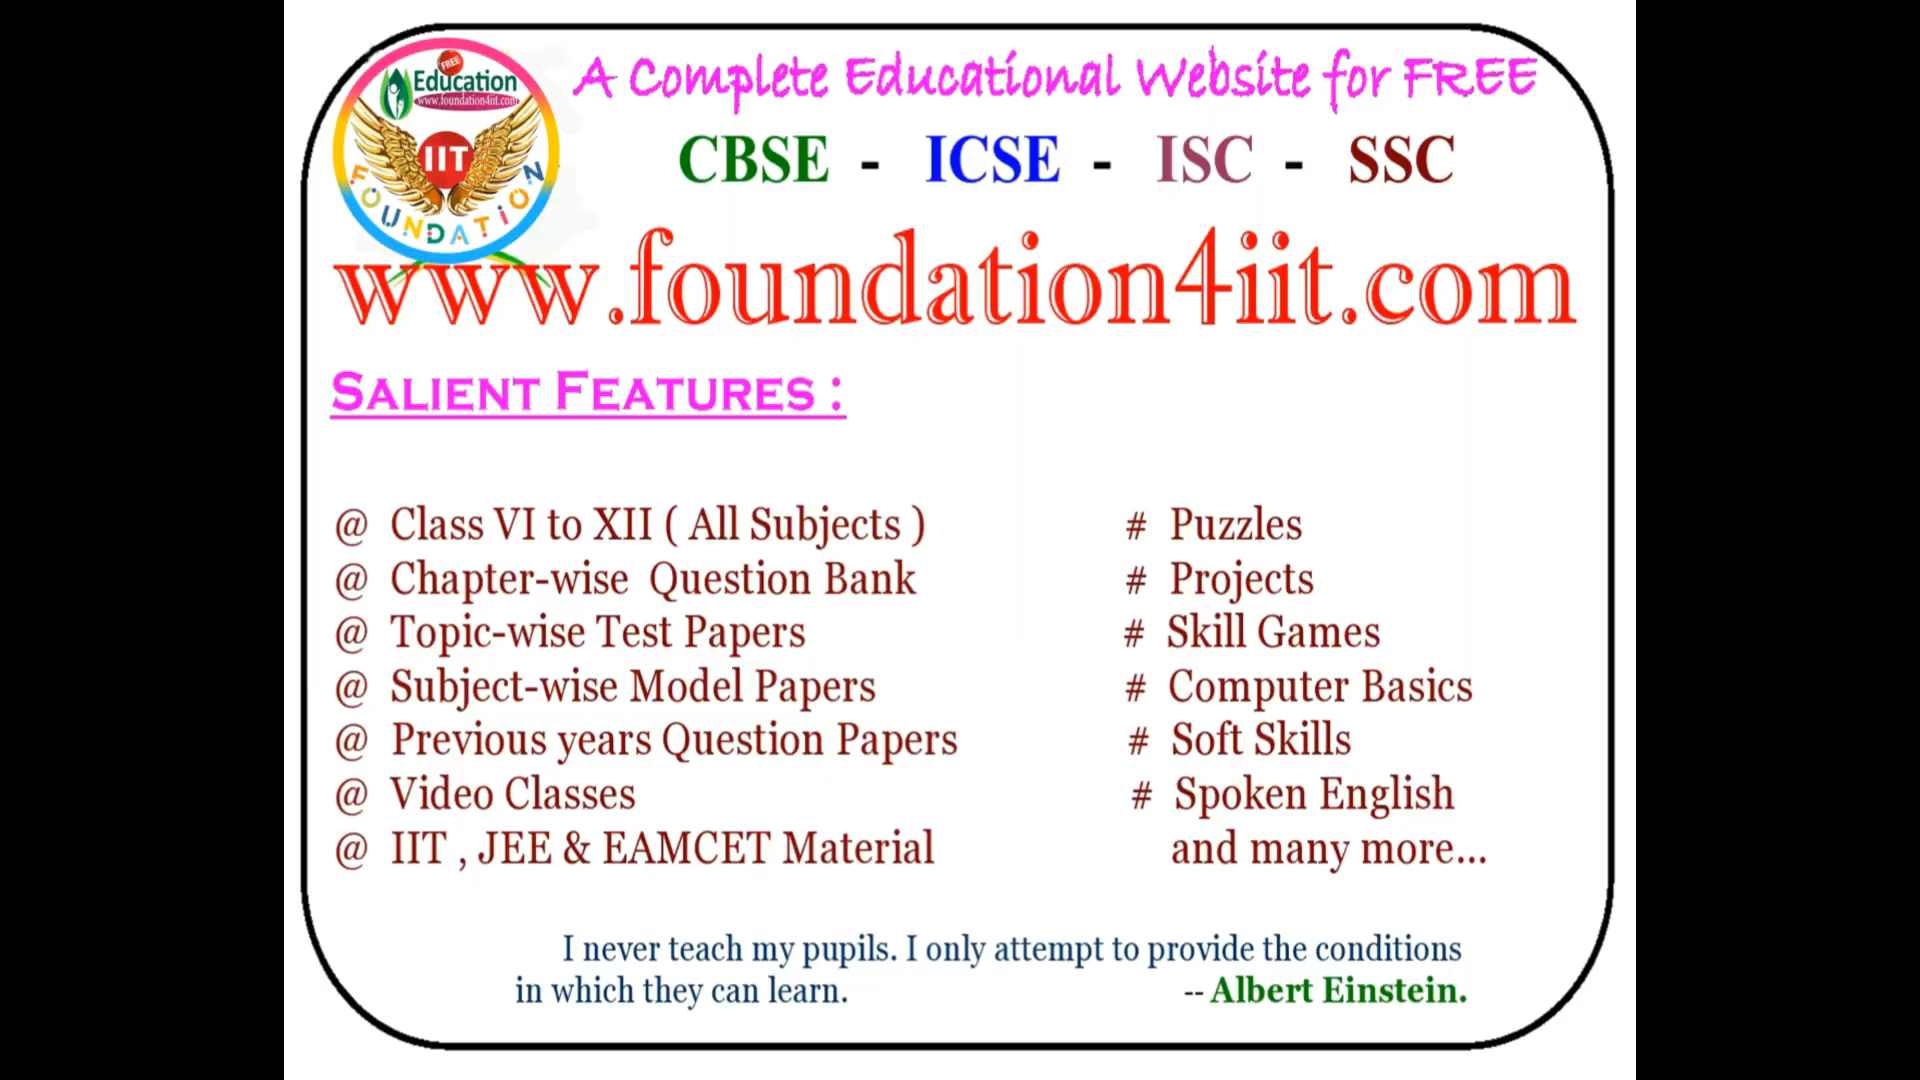 FREE
Education
www.foundation4iit.com
IIT
FOUNDATiON
A Complete Educational Website for FREE
CBSE - ICSE - ISC - SSC
www.foundation4iit.com
SALIENT FEATURES :
@ Class VI to XII ( All Subjects )
@ Chapter-wise Question Bank
@ Topic-wise Test Papers
@ Subject-wise Model Papers
@ Previous years Question Papers
@ Video Classes
@ IIT , JEE & EAMCET Material
# Puzzles
# Projects
# Skill Games
# Computer Basics
# Soft Skills
# Spoken English
and many more...
I never teach my pupils. I only attempt to provide the conditions
in which they can learn. -- Albert Einstein.